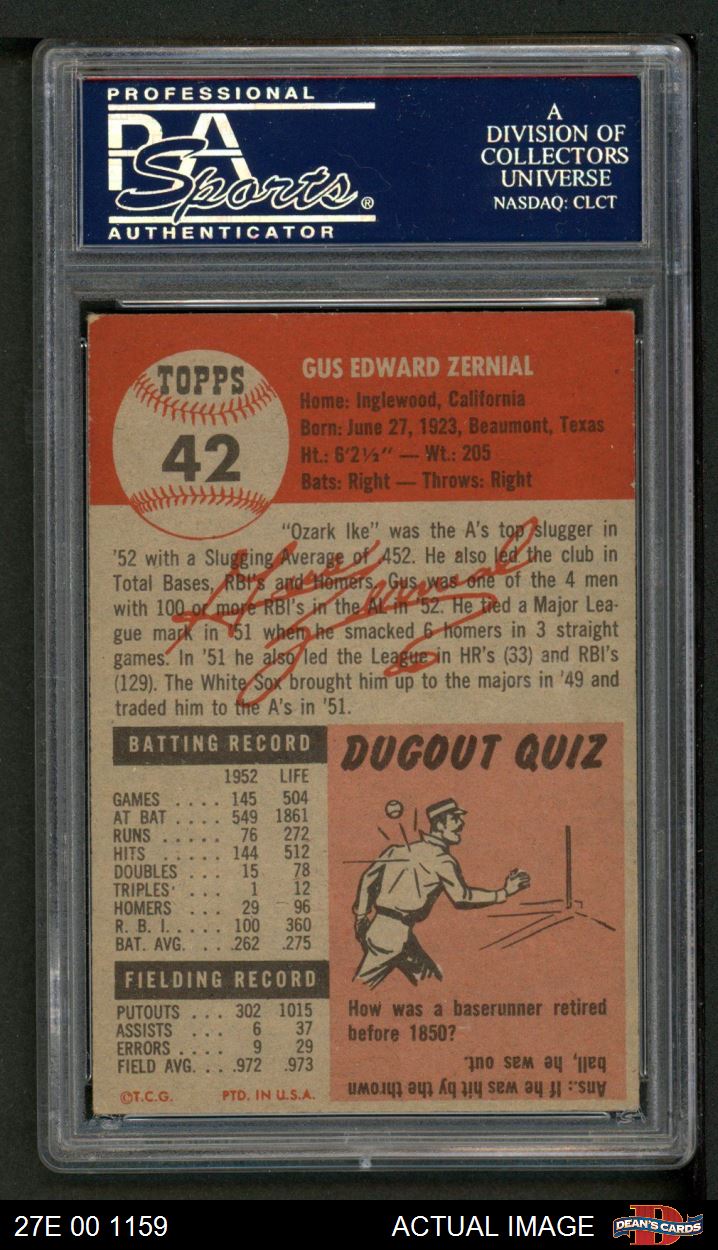 PROFESSIONAL
PSA
Sports®
AUTHENTICATOR
A
DIVISION OF
COLLECTORS
UNIVERSE
NASDAQ: CLCT
TOPPS
42
GUS EDWARD ZERNIAL
Home: Inglewood, California
Born: June 27, 1923, Beaumont, Texas
Ht.: 6'2½" — Wt.: 205
Bats: Right — Throws: Right
"Ozark Ike" was the A's top slugger in
'52 with a Slugging Average of .452. He also led the club in
Total Bases, RBI's and Homers. Gus was one of the 4 men
with 100 or more RBI's in the AL in '52. He tied a Major Lea-
gue mark in '51 when he smacked 6 homers in 3 straight
games. In '51 he also led the League in HR's (33) and RBI's
(129). The White Sox brought him up to the majors in '49 and
traded him to the A's in '51.
Gus Zernial
BATTING RECORD
1952 LIFE
GAMES .... 145 504
AT BAT .... 549 1861
RUNS .... 76 272
HITS ..... 144 512
DOUBLES .. 15 78
TRIPLES ... 1 12
HOMERS ... 29 96
R. B. I. .... 100 360
BAT. AVG. .. .262 .275
FIELDING RECORD
PUTOUTS ... 302 1015
ASSISTS ... 6 37
ERRORS .... 9 29
FIELD AVG. .. .972 .973
©T.C.G. PTD. IN U.S.A.
DUGOUT QUIZ
How was a baserunner retired
before 1850?
Ans.: If he was hit by the thrown
ball, he was out.
27E 00 1159 ACTUAL IMAGE DEAN'S CARDS